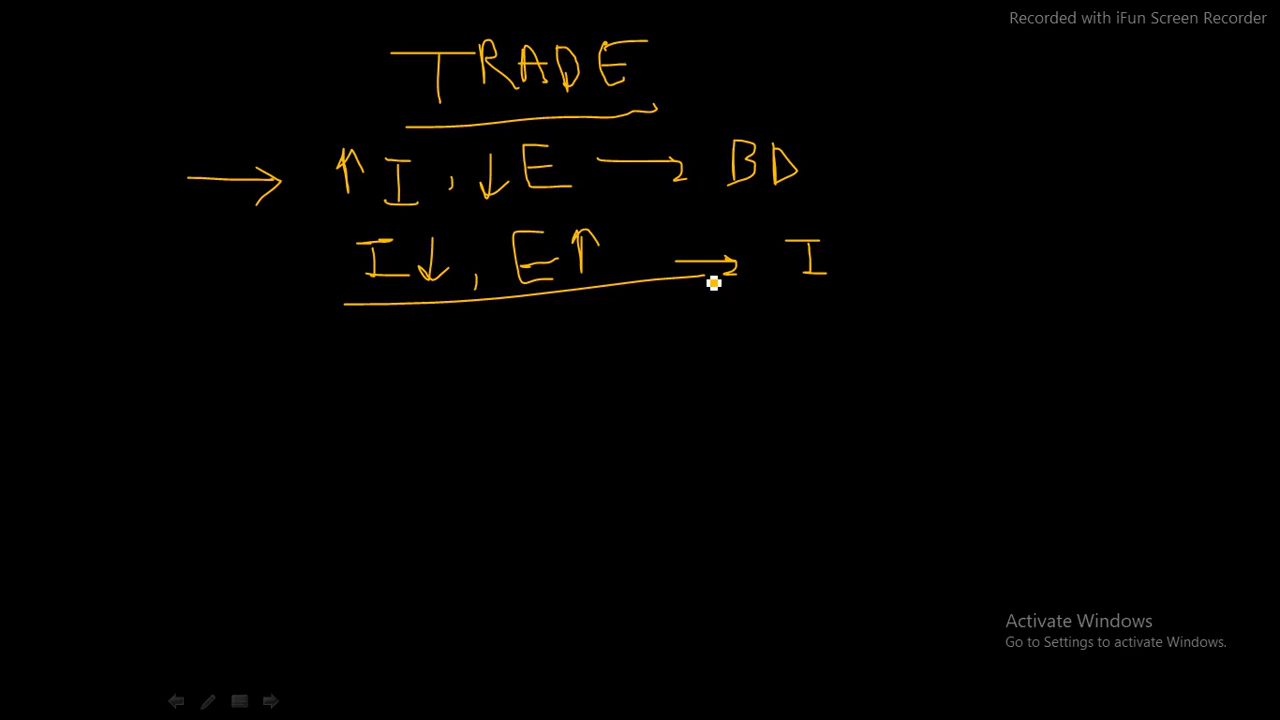 Recorded with iFun Screen Recorder
TRADE
→ ↑ I, ↓ E → BD
I ↓, E ↑ → I
Activate Windows
Go to Settings to activate Windows.